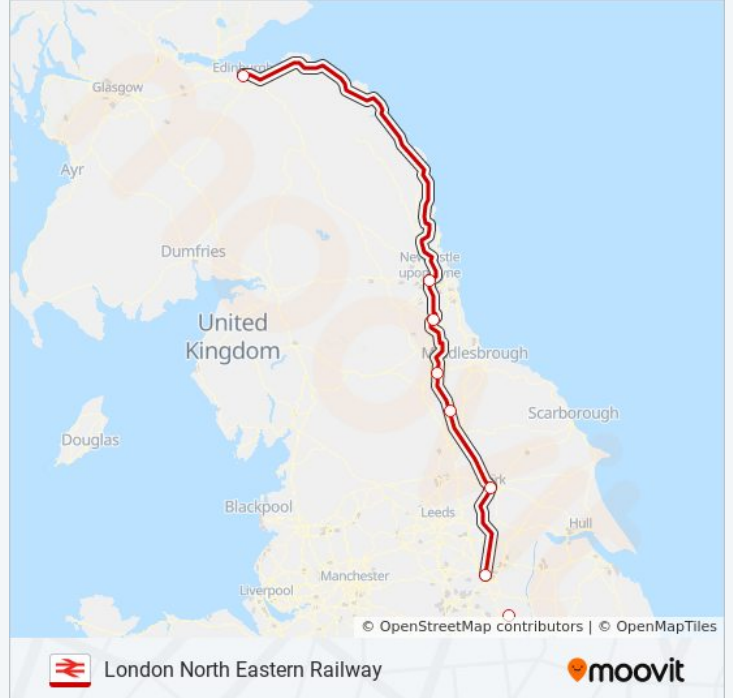 Edinburgh
Glasgow
Ayr
Dumfries
Newcastle
upon Tyne
United
Kingdom
Middlesbrough
Scarborough
Douglas
Blackpool
Leeds
Hull
Manchester
Liverpool
© OpenStreetMap contributors | © OpenMapTiles
London North Eastern Railway
moovit